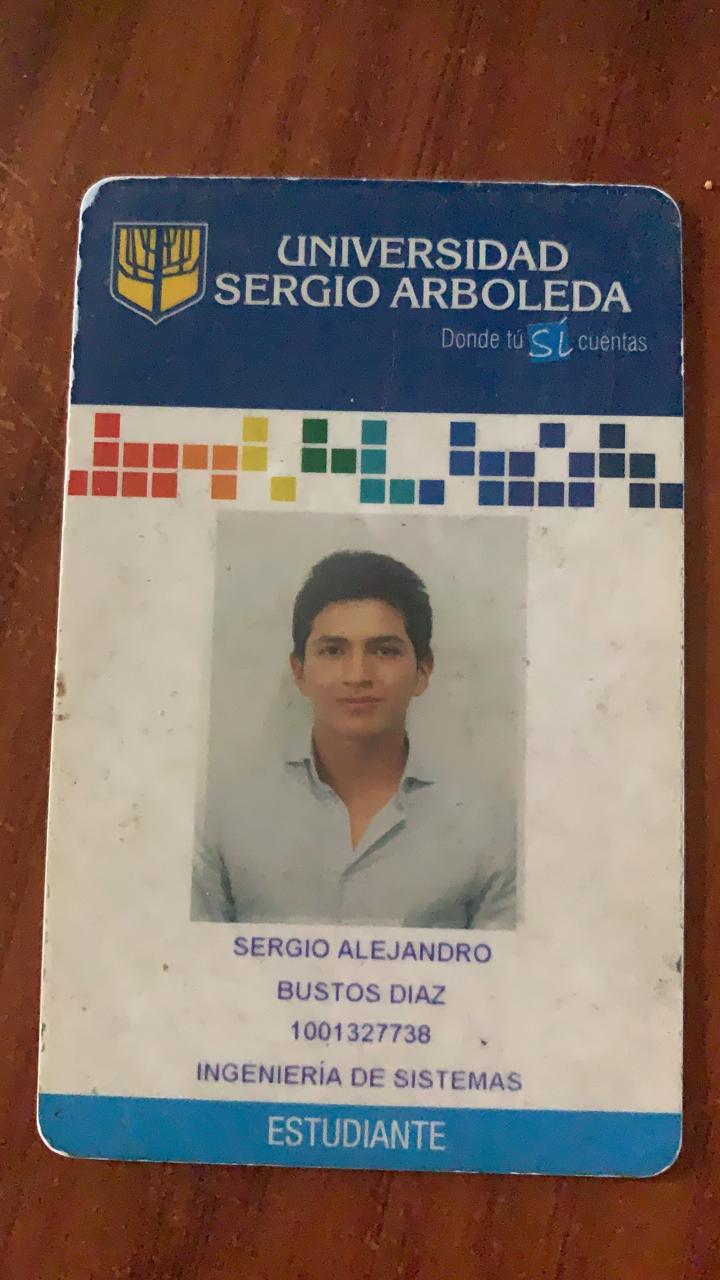 UNIVERSIDAD
SERGIO ARBOLEDA
Donde tú SÍ cuentas
SERGIO ALEJANDRO
BUSTOS DIAZ
1001327738
INGENIERÍA DE SISTEMAS
ESTUDIANTE